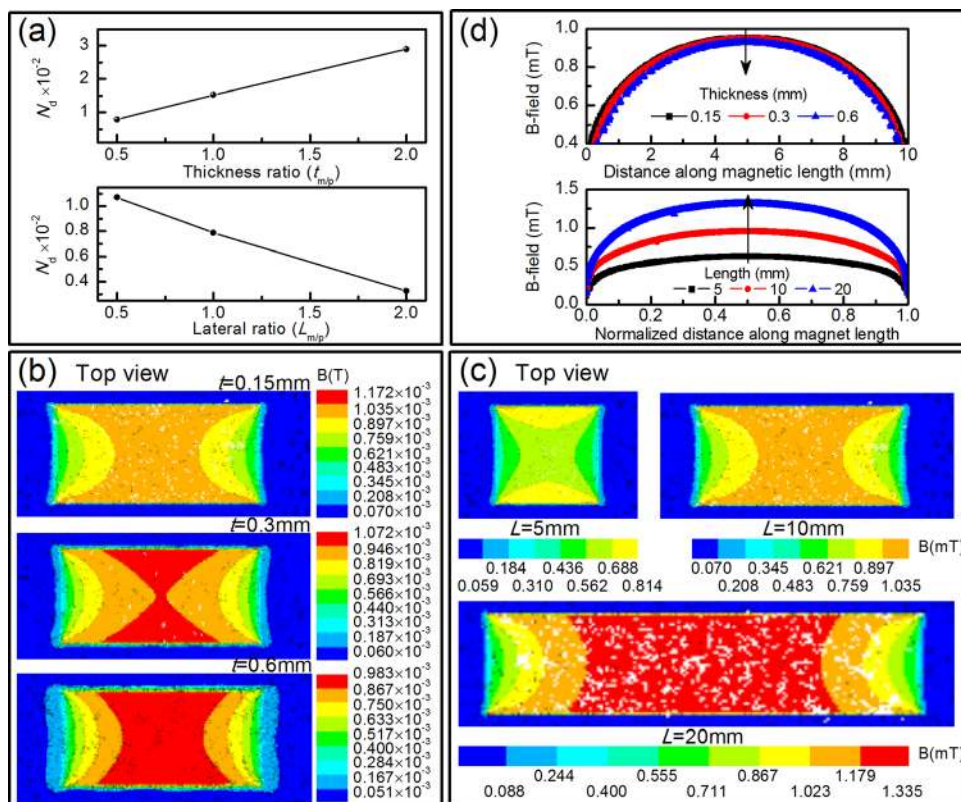 (a)
N_d ×10^-2
3
2
1
0.5 1.0 1.5 2.0
Thickness ratio (t_m/p)
N_d ×10^-2
1.0
0.8
0.6
0.4
0.5 1.0 1.5 2.0
Lateral ratio (L_m/p)
(d)
B-field (mT)
1.0
0.8
0.6
0.4
Thickness (mm)
0.15 0.3 0.6
0 2 4 6 8 10
Distance along magnetic length (mm)
B-field (mT)
1.5
1.0
0.5
0.0
Length (mm)
5 10 20
0.0 0.2 0.4 0.6 0.8 1.0
Normalized distance along magnet length
(b) Top view
t=0.15mm
B(T)
1.172×10^-3
1.035×10^-3
0.897×10^-3
0.759×10^-3
0.621×10^-3
0.483×10^-3
0.345×10^-3
0.208×10^-3
0.070×10^-3
t=0.3mm
1.072×10^-3
0.946×10^-3
0.819×10^-3
0.693×10^-3
0.566×10^-3
0.440×10^-3
0.313×10^-3
0.187×10^-3
0.060×10^-3
t=0.6mm
0.983×10^-3
0.867×10^-3
0.750×10^-3
0.633×10^-3
0.517×10^-3
0.400×10^-3
0.284×10^-3
0.167×10^-3
0.051×10^-3
(c) Top view
L=5mm
0.184 0.436 0.688
0.059 0.310 0.562 0.814
L=10mm
B(mT)
0.070 0.345 0.621 0.897
0.208 0.483 0.759 1.035
L=20mm
B(mT)
0.244 0.555 0.867 1.179
0.088 0.400 0.711 1.023 1.335